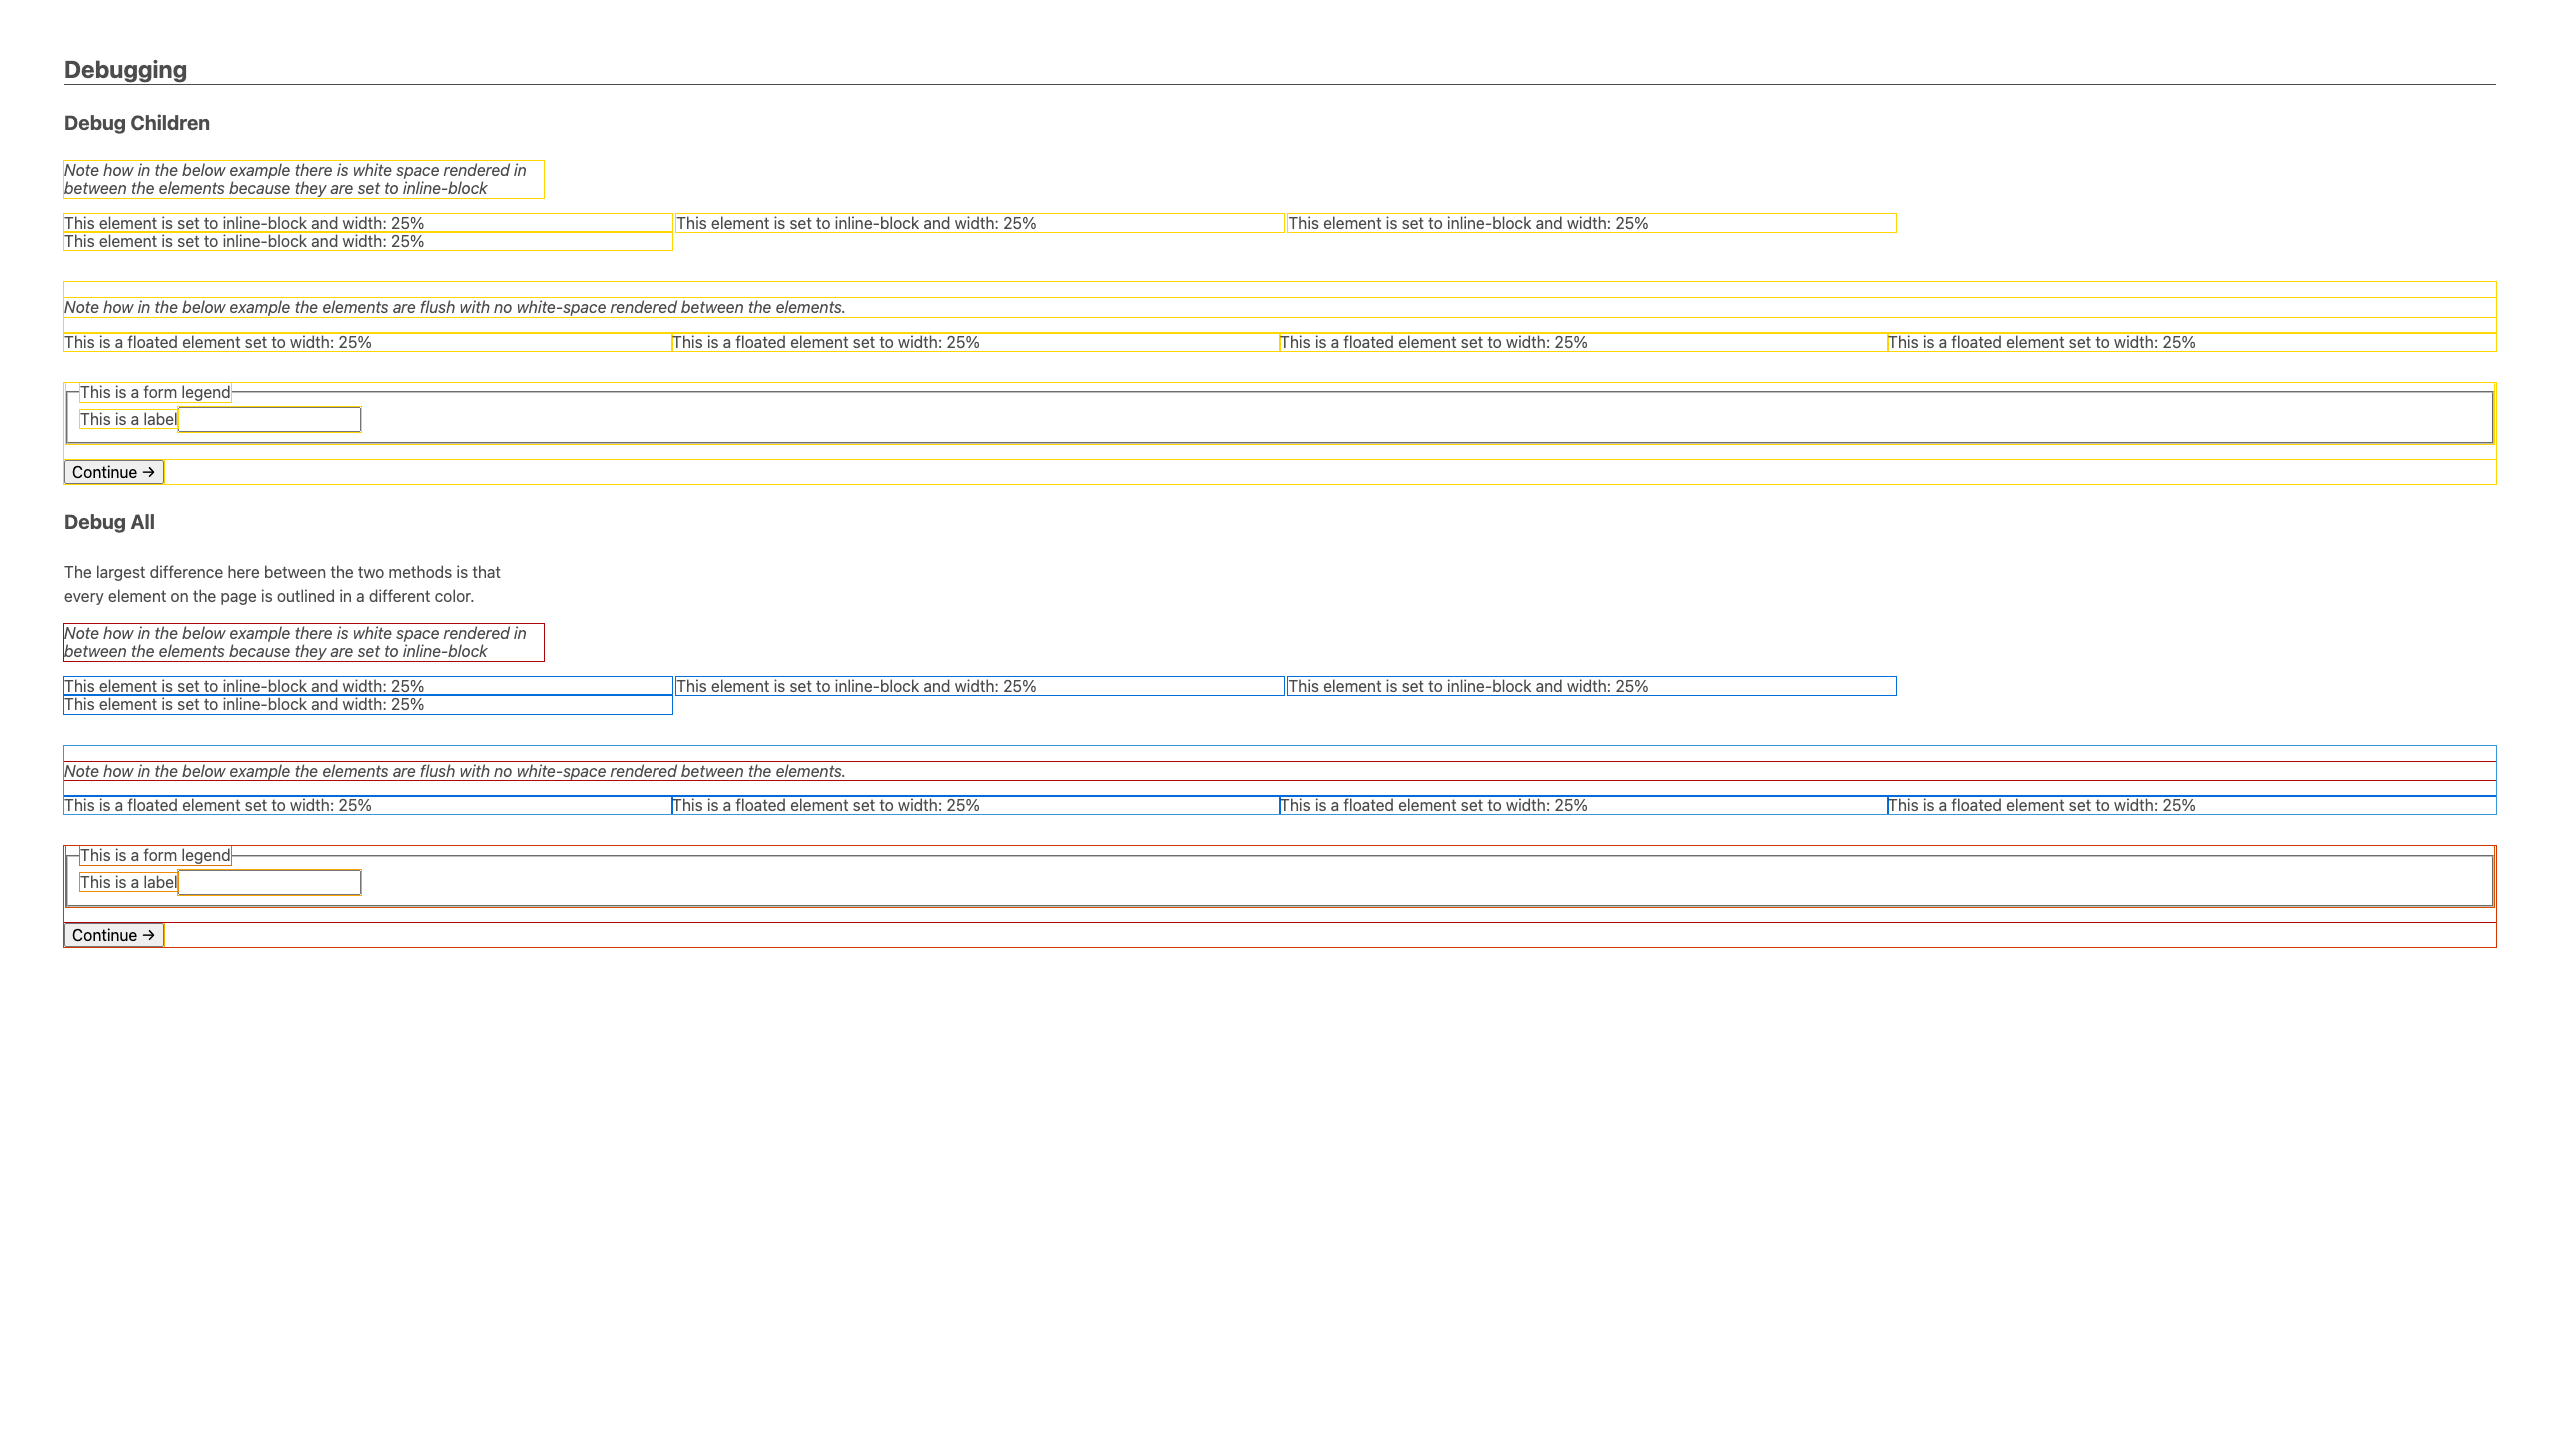 Debugging
Debug Children
Note how in the below example there is white space rendered in
between the elements because they are set to inline-block
This element is set to inline-block and width: 25% This element is set to inline-block and width: 25% This element is set to inline-block and width: 25%
This element is set to inline-block and width: 25%
Note how in the below example the elements are flush with no white-space rendered between the elements.
This is a floated element set to width: 25% This is a floated element set to width: 25% This is a floated element set to width: 25% This is a floated element set to width: 25%
This is a form legend
This is a label
Continue →
Debug All
The largest difference here between the two methods is that
every element on the page is outlined in a different color.
Note how in the below example there is white space rendered in
between the elements because they are set to inline-block
This element is set to inline-block and width: 25% This element is set to inline-block and width: 25% This element is set to inline-block and width: 25%
This element is set to inline-block and width: 25%
Note how in the below example the elements are flush with no white-space rendered between the elements.
This is a floated element set to width: 25% This is a floated element set to width: 25% This is a floated element set to width: 25% This is a floated element set to width: 25%
This is a form legend
This is a label
Continue →